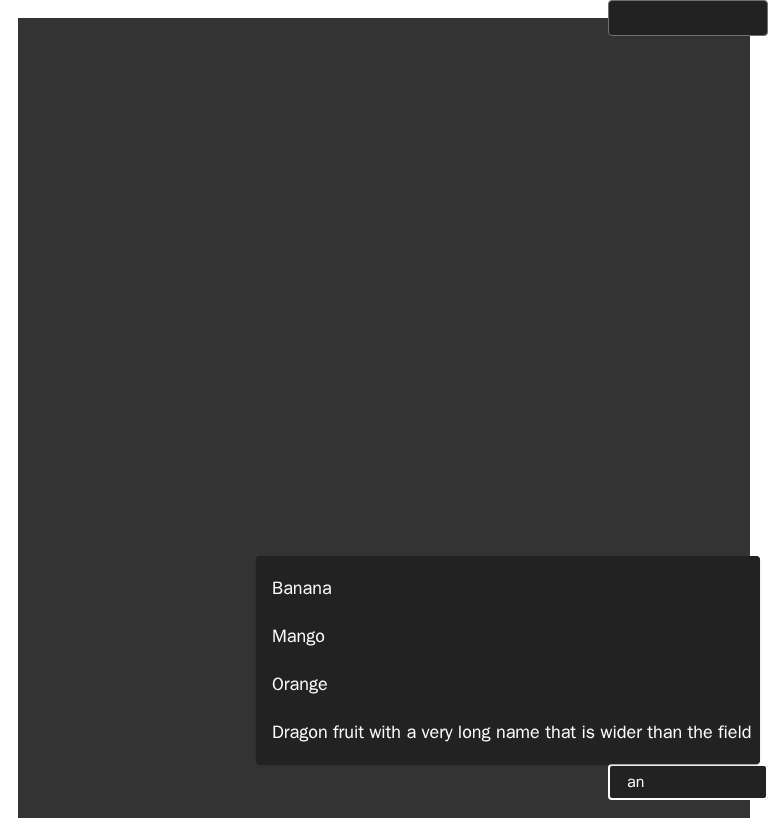 Banana
Mango
Orange
Dragon fruit with a very long name that is wider than the field
an